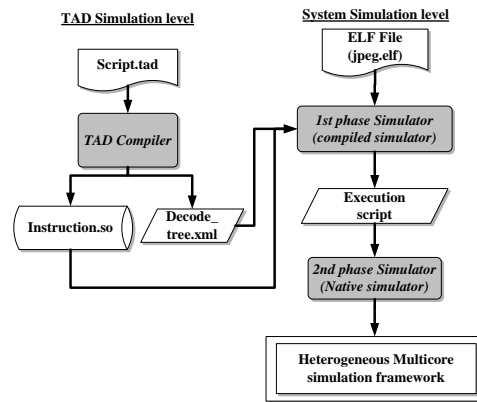 TAD Simulation level
Script.tad
TAD Compiler
Instruction.so
Decode_
tree.xml
System Simulation level
ELF File
(jpeg.elf)
1st phase Simulator
(compiled simulator)
Execution
script
2nd phase Simulator
(Native simulator)
Heterogeneous Multicore
simulation framework